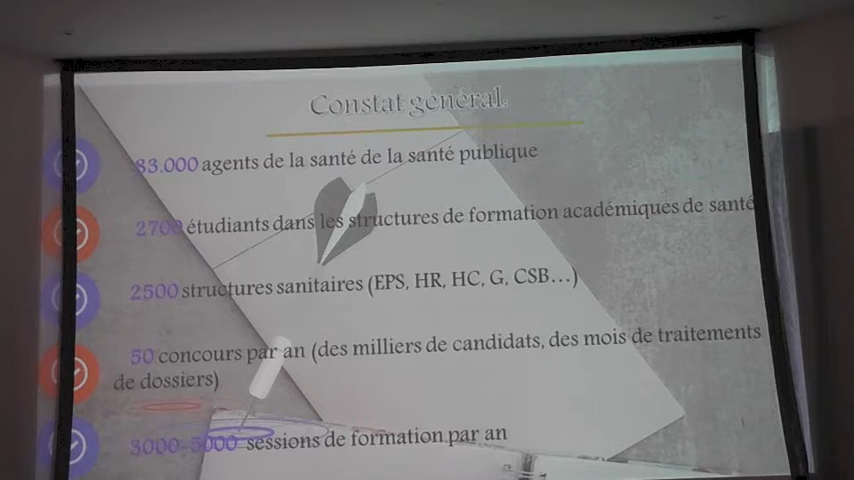 Constat général.
83.000 agents de la santé de la santé publique
2700 étudiants dans les structures de formation académiques de santé
2500 structures sanitaires (EPS, HR, HC, G, CSB...)
50 concours par an (des milliers de candidats, des mois de traitements
de dossiers)
3000-5000 sessions de formation par an